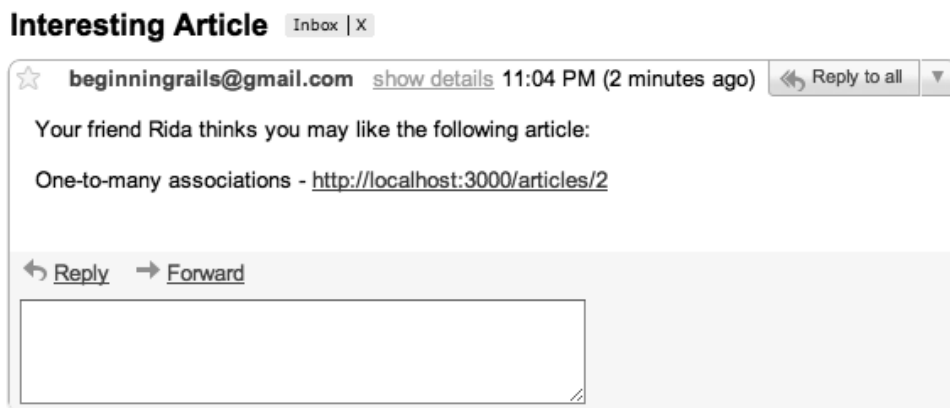 Interesting Article Inbox | X
beginningrails@gmail.com show details 11:04 PM (2 minutes ago) Reply to all
Your friend Rida thinks you may like the following article:
One-to-many associations - http://localhost:3000/articles/2
Reply Forward